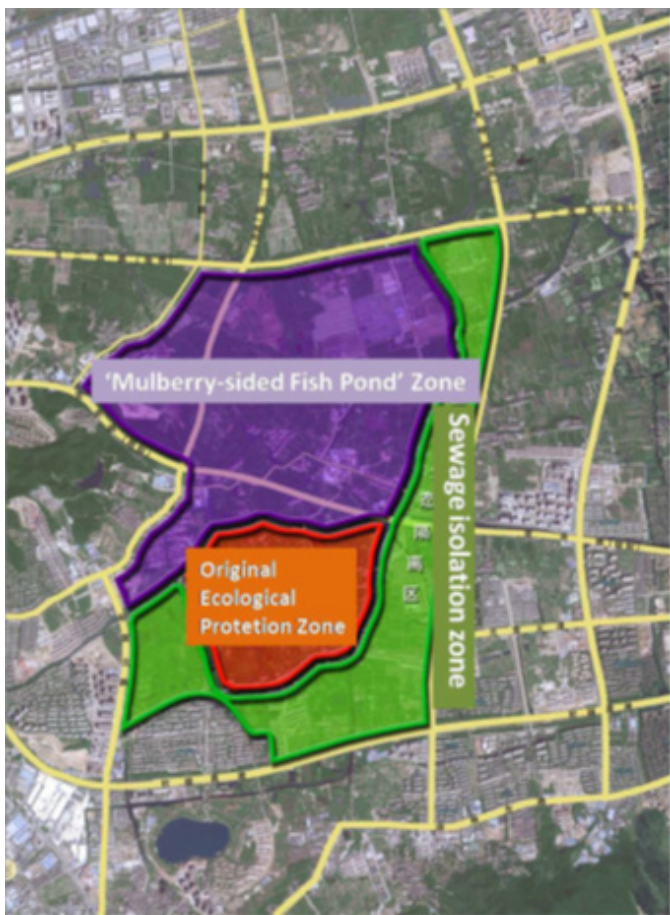 ‘Mulberry-sided Fish Pond’ Zone
Sewage isolation zone
Original
Ecological
Protetion Zone